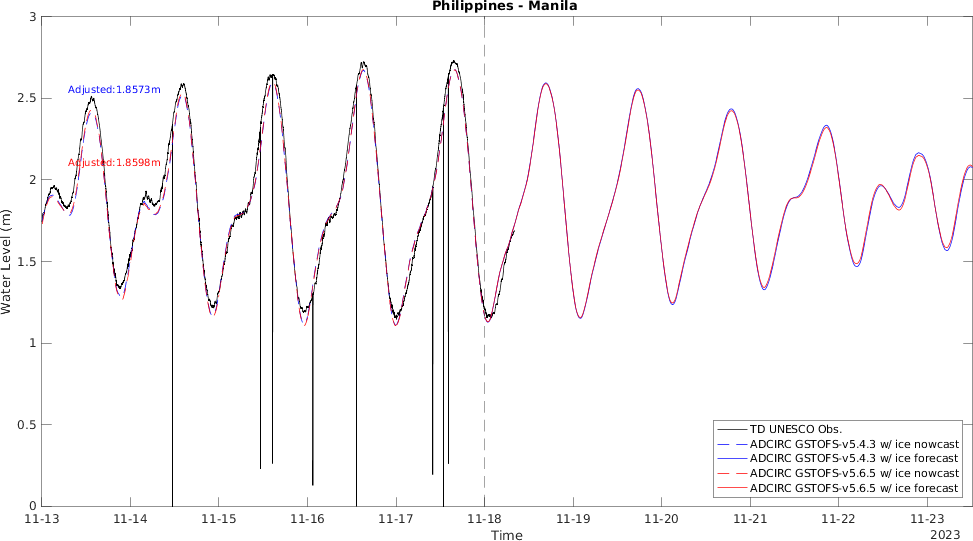 Philippines - Manila
3
2.5
2
1.5
1
0.5
0
Water Level (m)
Adjusted:1.8573m
Adjusted:1.8598m
TD UNESCO Obs.
ADCIRC GSTOFS-v5.4.3 w/ ice nowcast
ADCIRC GSTOFS-v5.4.3 w/ ice forecast
ADCIRC GSTOFS-v5.6.5 w/ ice nowcast
ADCIRC GSTOFS-v5.6.5 w/ ice forecast
11-13 11-14 11-15 11-16 11-17 11-18 11-19 11-20 11-21 11-22 11-23
Time
2023